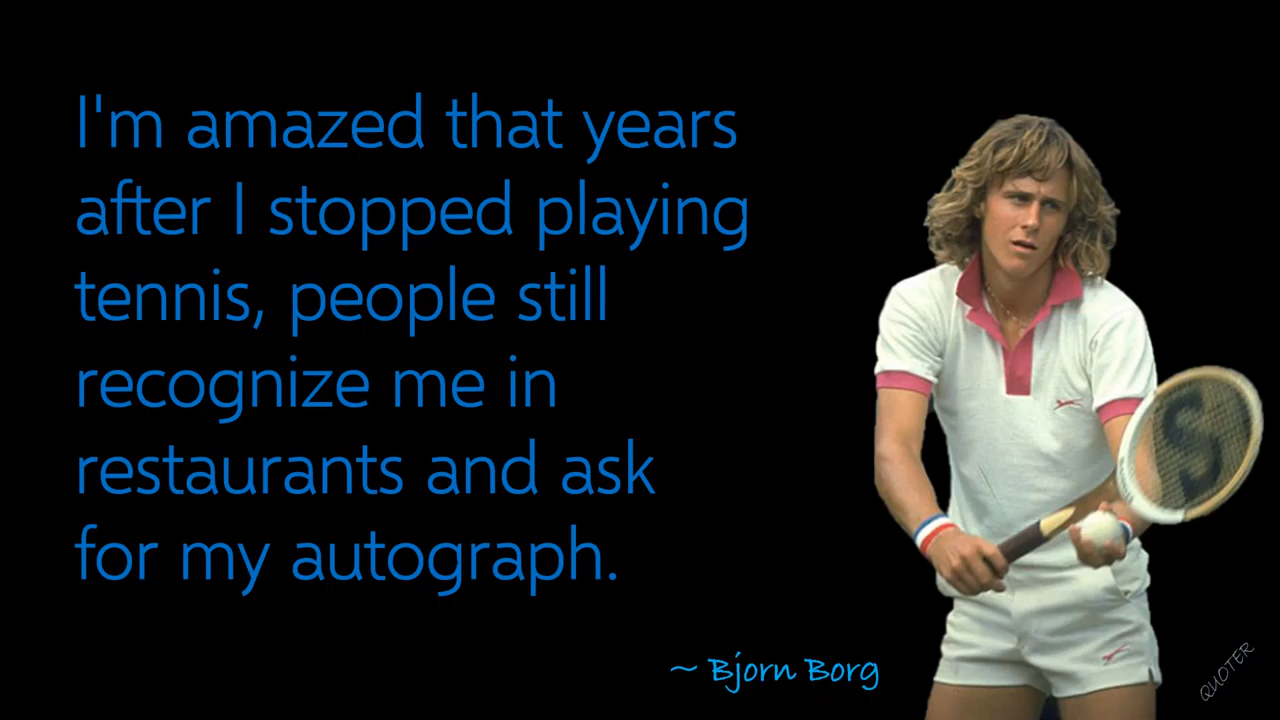 I'm amazed that years
after I stopped playing
tennis, people still
recognize me in
restaurants and ask
for my autograph.
~ Bjorn Borg
S
QUOTER